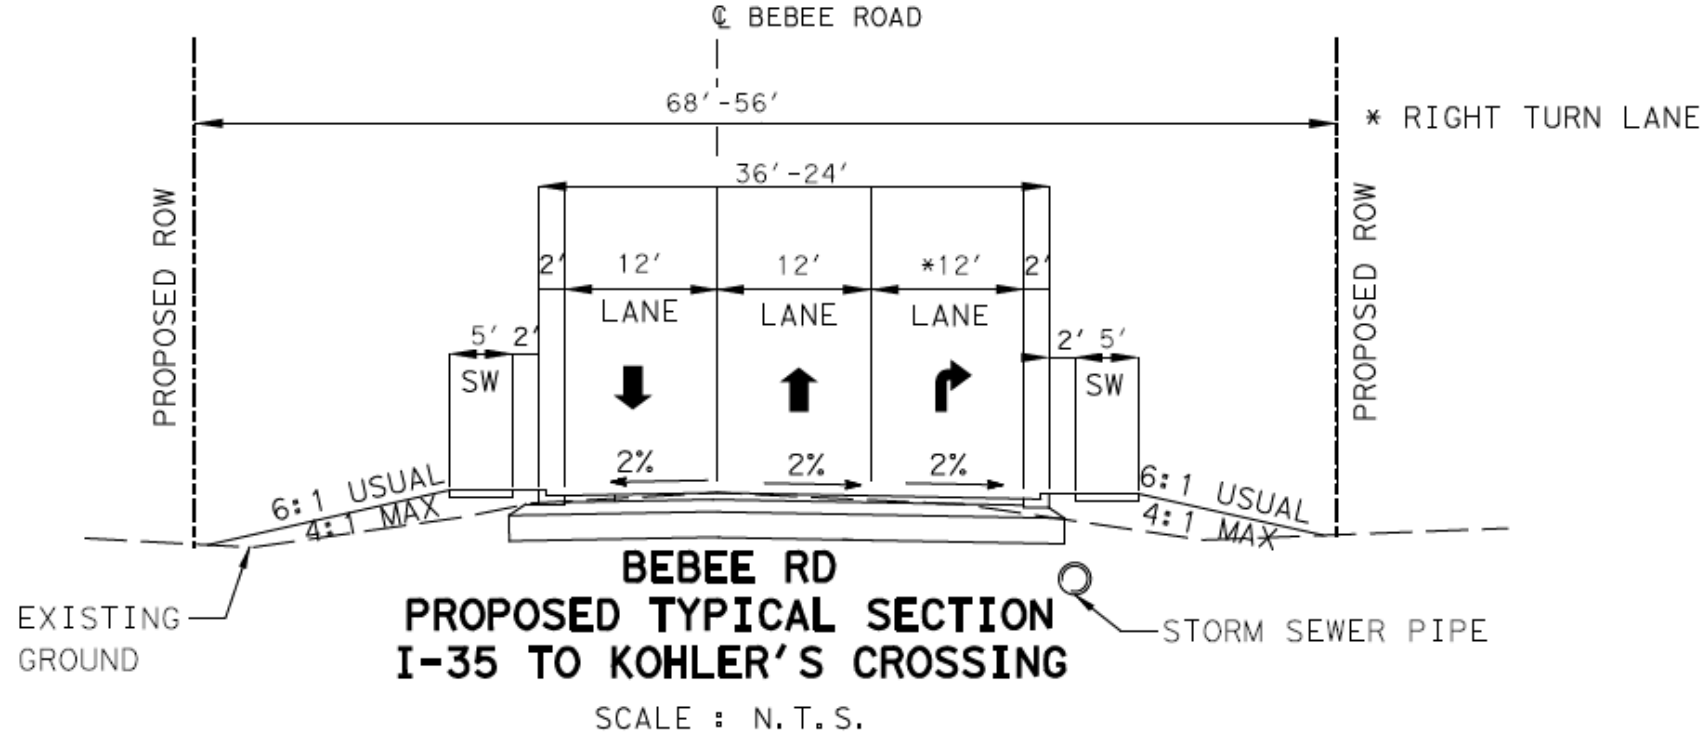 ℄ BEBEE ROAD
68'-56'
* RIGHT TURN LANE
36'-24'
PROPOSED ROW
PROPOSED ROW
2' 12' 12' *12' 2'
LANE LANE LANE
5' 2' 2' 5'
SW SW
2% 2% 2%
6:1 USUAL 6:1 USUAL
4:1 MAX 4:1 MAX
BEBEE RD
PROPOSED TYPICAL SECTION
I-35 TO KOHLER'S CROSSING
EXISTING
GROUND
STORM SEWER PIPE
SCALE : N.T.S.